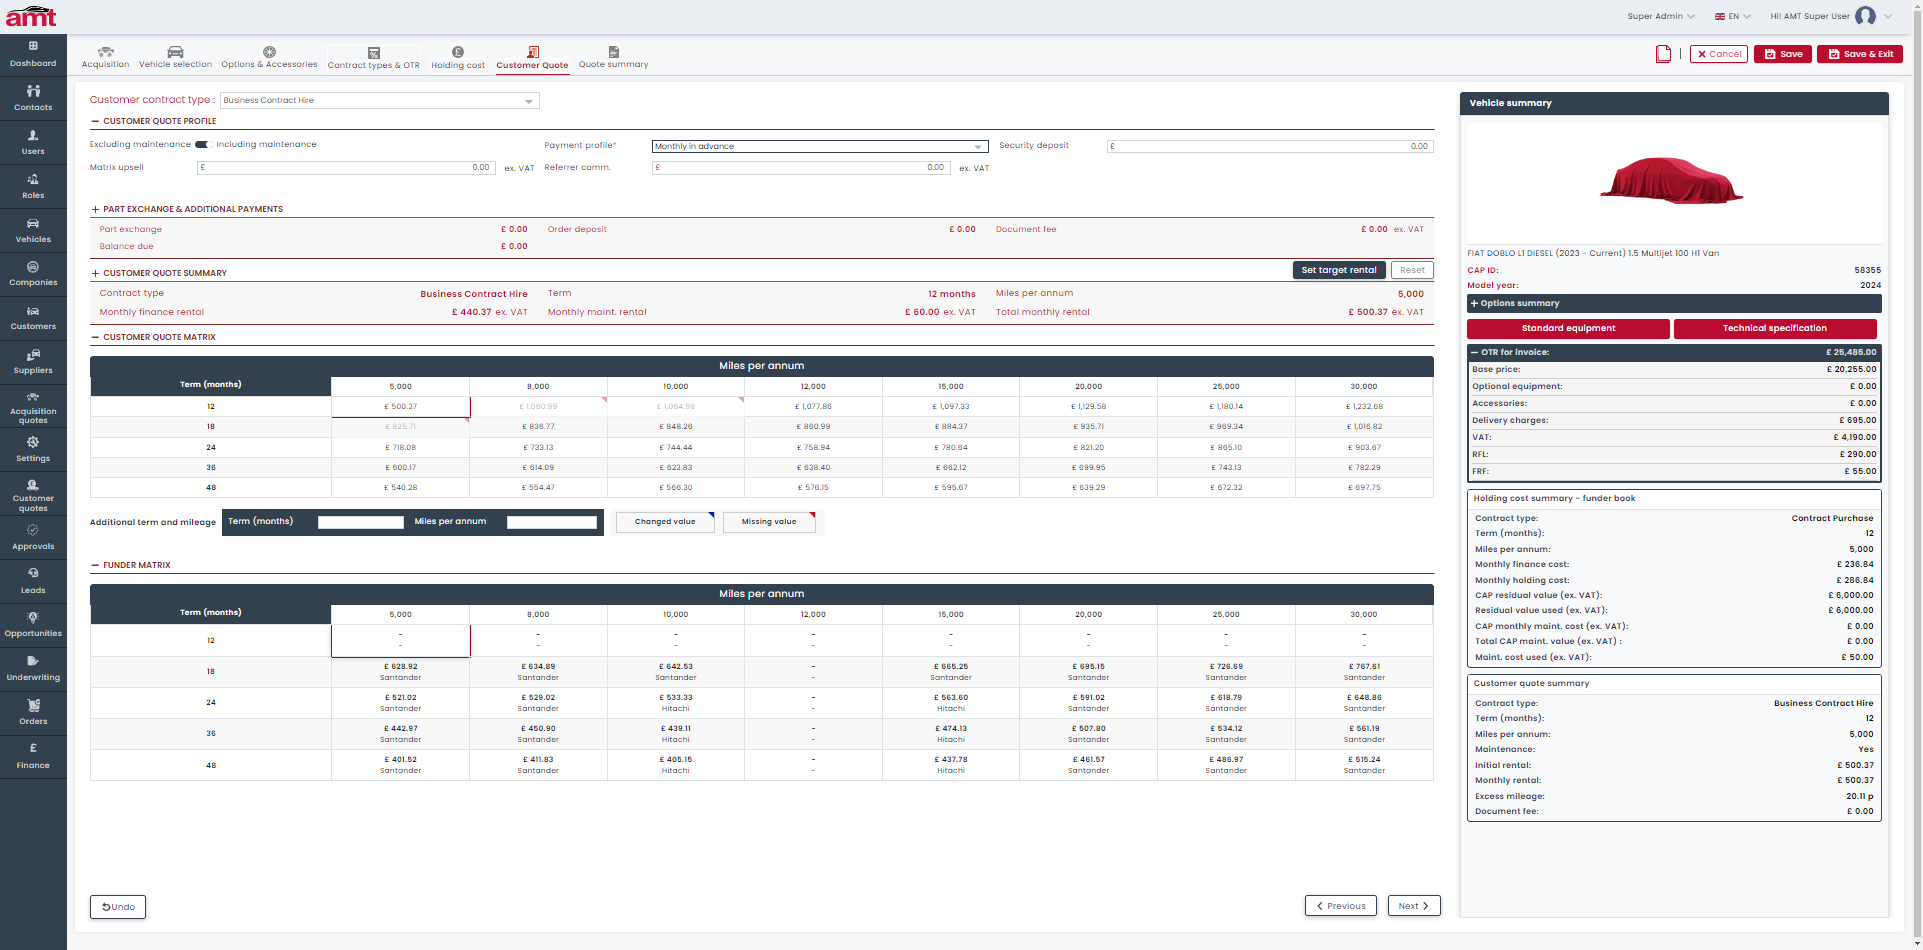 amt
Super Admin
EN
Hi! AMT Super User
Dashboard
Contacts
Users
Roles
Vehicles
Companies
Customers
Suppliers
Acquisition
quotes
Settings
Customer
quotes
Approvals
Leads
Opportunities
Underwriting
Orders
Finance
Acquisition Vehicle selection Options & Accessories Contract types & OTR Holding cost Customer Quote Quote summary
Cancel Save Save & Exit
Customer contract type : Business Contract Hire
CUSTOMER QUOTE PROFILE
Excluding maintenance Including maintenance Payment profile* Monthly in advance Security deposit £ 0.00
Matrix upsell £ 0.00 ex. VAT Referrer comm. £ 0.00 ex. VAT
PART EXCHANGE & ADDITIONAL PAYMENTS
Part exchange £ 0.00 Order deposit £ 0.00 Document fee £ 0.00 ex. VAT
Balance due £ 0.00
CUSTOMER QUOTE SUMMARY Set target rental Reset
Contract type Business Contract Hire Term 12 months Miles per annum 5,000
Monthly finance rental £ 440.37 ex. VAT Monthly maint. rental £ 60.00 ex. VAT Total monthly rental £ 500.37 ex. VAT
CUSTOMER QUOTE MATRIX
Miles per annum
Term (months) 5,000 8,000 10,000 12,000 15,000 20,000 25,000 30,000
12 £ 500.37 £ 1,060.99 £ 1,064.98 £ 1,077.86 £ 1,097.33 £ 1,129.58 £ 1,180.14 £ 1,232.68
18 £ 825.71 £ 836.77 £ 848.26 £ 860.99 £ 884.37 £ 935.71 £ 969.34 £ 1,016.82
24 £ 718.08 £ 733.13 £ 744.44 £ 758.94 £ 780.64 £ 821.20 £ 865.10 £ 903.67
36 £ 600.17 £ 614.09 £ 623.83 £ 638.40 £ 662.12 £ 699.95 £ 743.13 £ 782.29
48 £ 540.28 £ 554.47 £ 566.30 £ 576.15 £ 595.67 £ 639.29 £ 672.32 £ 697.75
Additional term and mileage Term (months) Miles per annum Changed value Missing value
FUNDER MATRIX
Miles per annum
Term (months) 5,000 8,000 10,000 12,000 15,000 20,000 25,000 30,000
12 - - - - - - - -
- - - - - - - -
18 £ 628.92 £ 634.89 £ 642.53 - £ 665.25 £ 695.15 £ 726.69 £ 767.61
Santander Santander Santander - Santander Santander Santander Santander
24 £ 521.02 £ 529.02 £ 533.33 - £ 563.60 £ 591.02 £ 618.79 £ 648.86
Santander Santander Hitachi - Santander Santander Santander Santander
36 £ 442.97 £ 450.90 £ 439.11 - £ 474.13 £ 507.80 £ 534.12 £ 561.19
Santander Santander Hitachi - Hitachi Santander Santander Santander
48 £ 401.52 £ 411.83 £ 405.15 - £ 437.78 £ 461.57 £ 486.97 £ 515.24
Santander Santander Hitachi - Hitachi Santander Santander Santander
Undo
Previous
Next
Vehicle summary
FIAT DOBLO L1 DIESEL (2023 - Current) 1.5 Multijet 100 H1 Van
CAP ID: 58355
Model year: 2024
Options summary
Standard equipment Technical specification
OTR for invoice: £ 25,485.00
Base price: £ 20,255.00
Optional equipment: £ 0.00
Accessories: £ 0.00
Delivery charges: £ 695.00
VAT: £ 4,190.00
RFL: £ 290.00
FRF: £ 55.00
Holding cost summary - funder book
Contract type: Contract Purchase
Term (months): 12
Miles per annum: 5,000
Monthly finance cost: £ 236.84
Monthly holding cost: £ 286.84
CAP residual value (ex. VAT): £ 6,000.00
Residual value used (ex. VAT): £ 6,000.00
CAP monthly maint. cost (ex. VAT): £ 0.00
Total CAP maint. value (ex. VAT) : £ 0.00
Maint. cost used (ex. VAT): £ 50.00
Customer quote summary
Contract type: Business Contract Hire
Term (months): 12
Miles per annum: 5,000
Maintenance: Yes
Initial rental: £ 500.37
Monthly rental: £ 500.37
Excess mileage: 20.11 p
Document fee: £ 0.00